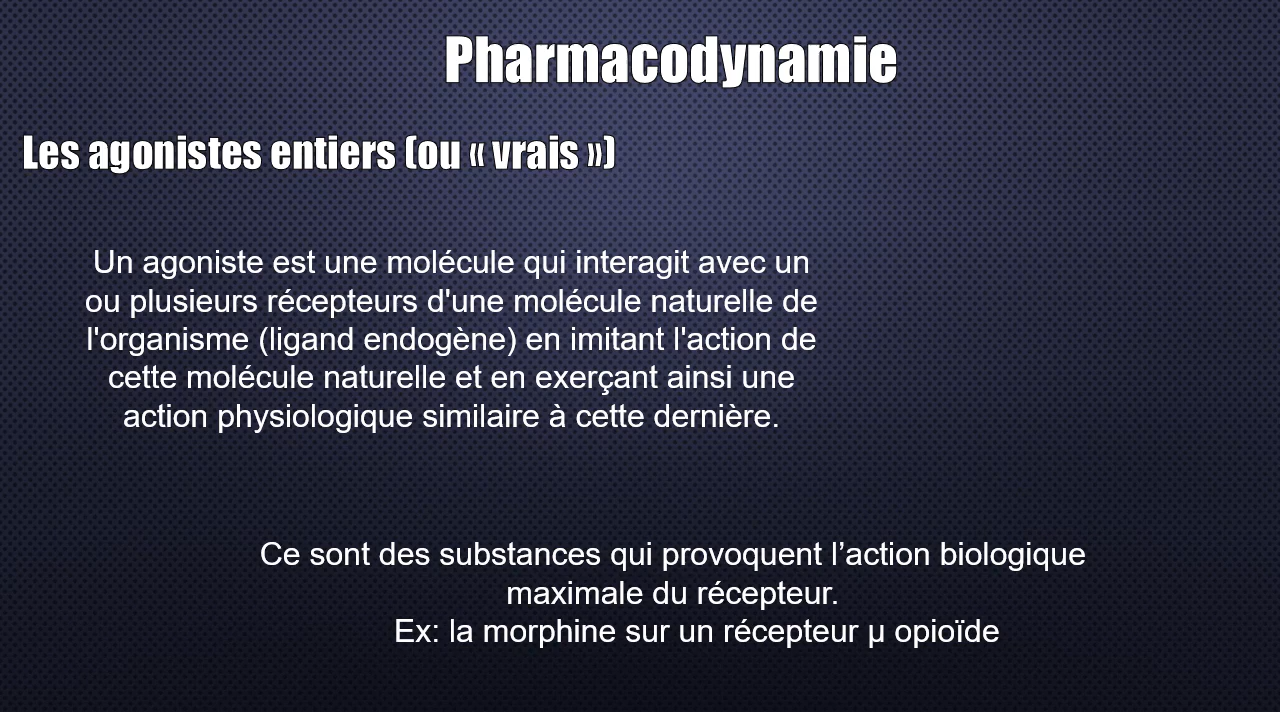 Pharmacodynamie
Les agonistes entiers (ou « vrais »)
Un agoniste est une molécule qui interagit avec un
ou plusieurs récepteurs d'une molécule naturelle de
l'organisme (ligand endogène) en imitant l'action de
cette molécule naturelle et en exerçant ainsi une
action physiologique similaire à cette dernière.
Ce sont des substances qui provoquent l’action biologique
maximale du récepteur.
Ex: la morphine sur un récepteur µ opioïde